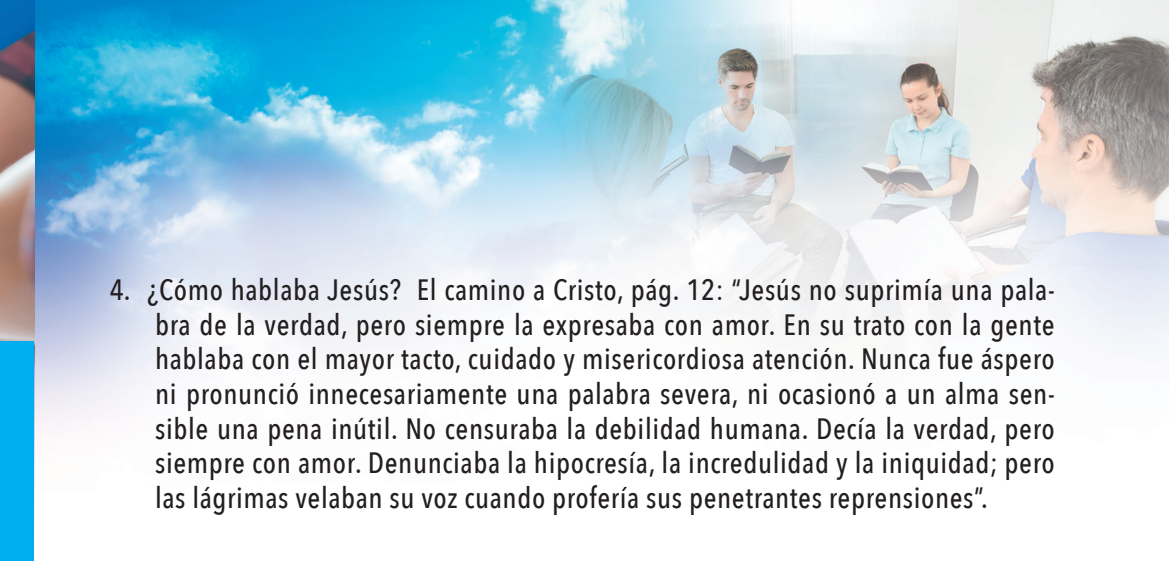 4. ¿Cómo hablaba Jesús? El camino a Cristo, pág. 12: “Jesús no suprimía una pala-
bra de la verdad, pero siempre la expresaba con amor. En su trato con la gente
hablaba con el mayor tacto, cuidado y misericordiosa atención. Nunca fue áspero
ni pronunció innecesariamente una palabra severa, ni ocasionó a un alma sen-
sible una pena inútil. No censuraba la debilidad humana. Decía la verdad, pero
siempre con amor. Denunciaba la hipocresía, la incredulidad y la iniquidad; pero
las lágrimas velaban su voz cuando profería sus penetrantes reprensiones”.